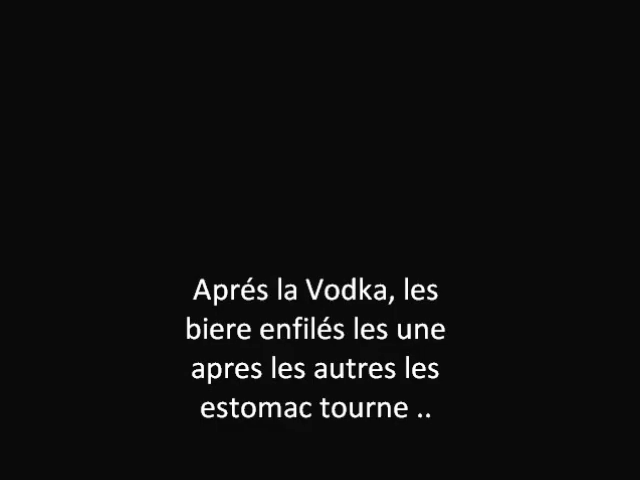 Aprés la Vodka, les
biere enfilés les une
apres les autres les
estomac tourne ..